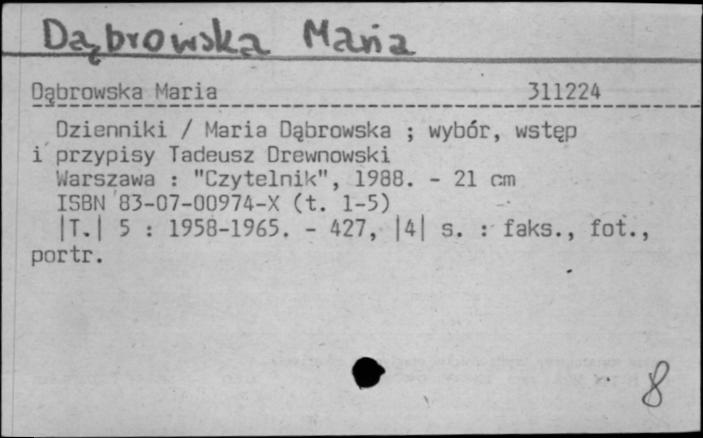 Dąbrowska Maria
Dąbrowska Maria 311224
Dzienniki / Maria Dąbrowska ; wybór, wstęp
i przypisy Tadeusz Drewnowski
Warszawa : "Czytelnik", 1988. - 21 cm
ISBN 83-07-00974-X (t. 1-5)
|T.| 5 : 1958-1965. - 427, |4| s. : faks., fot.,
portr.
8